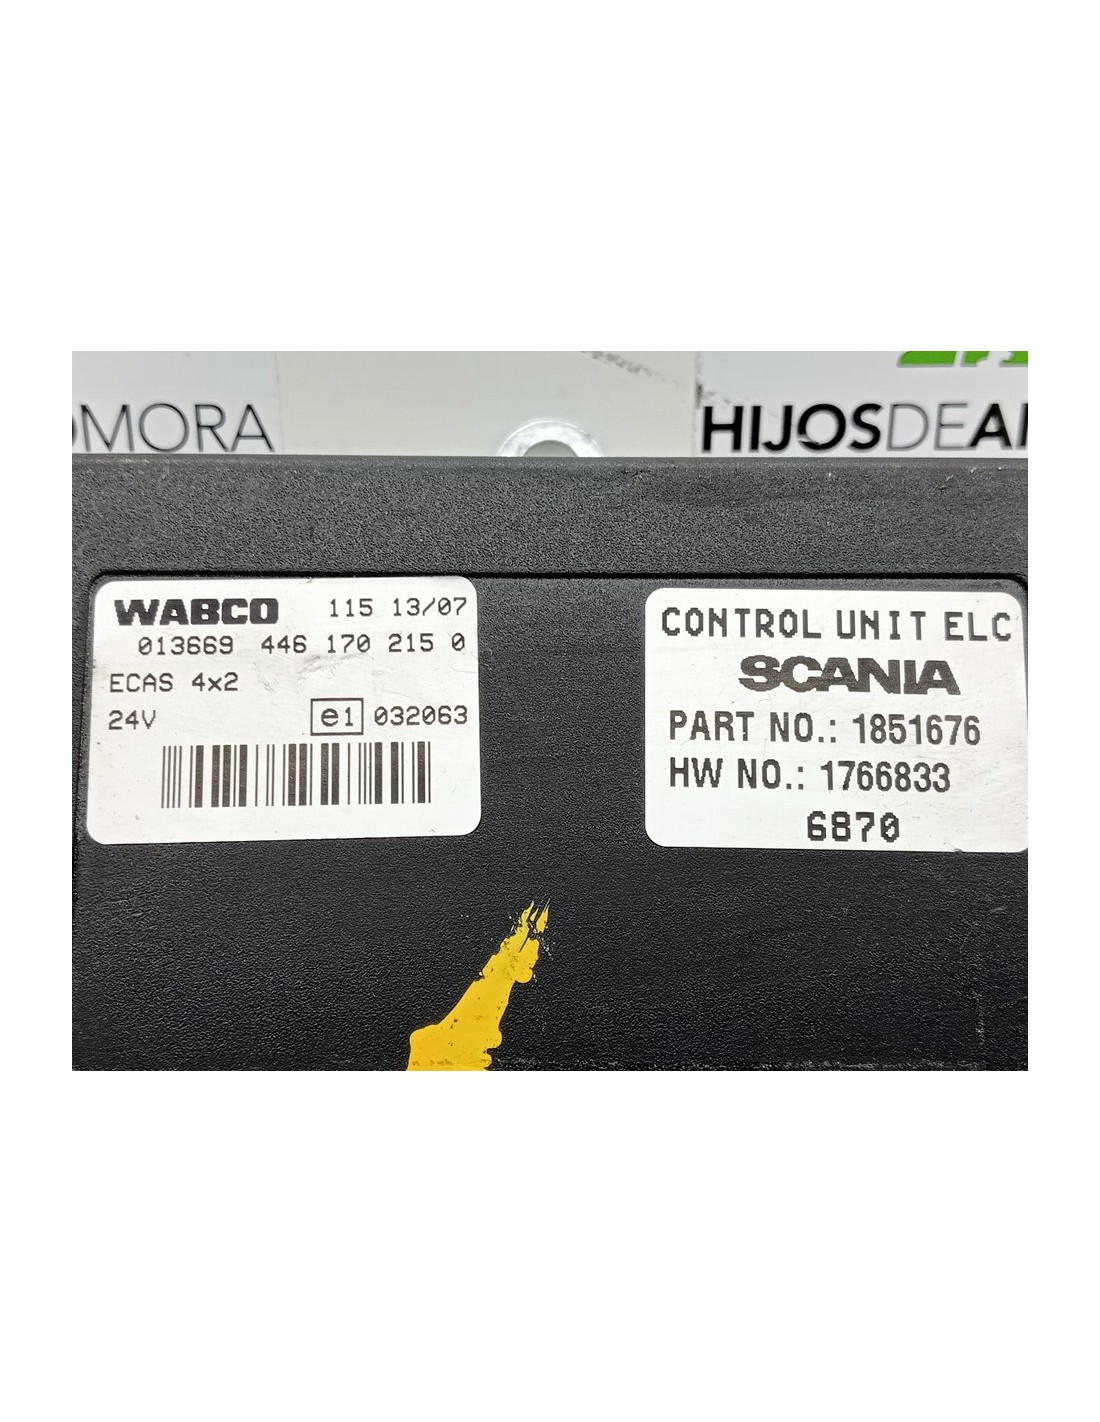 OMORA
HIJOSDEA
WABCO 115 13/07
013669 446 170 215 0
ECAS 4x2
24V e1 032063
CONTROL UNIT ELC
SCANIA
PART NO.: 1851676
HW NO.: 1766833
6870